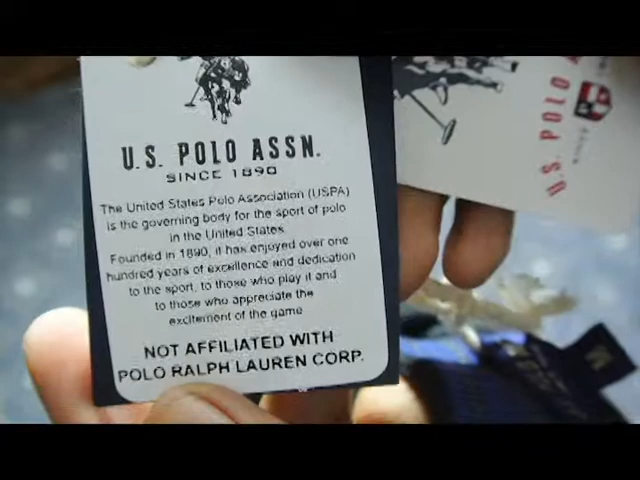 U.S. POLO ASSN.
SINCE 1890
The United States Polo Association (USPA)
is the governing body for the sport of polo
in the United States.
Founded in 1890, it has enjoyed over one
hundred years of excellence and dedication
to the sport, to those who play it and
to those who appreciate the
excitement of the game
NOT AFFILIATED WITH
POLO RALPH LAUREN CORP.
U.S. POLO A